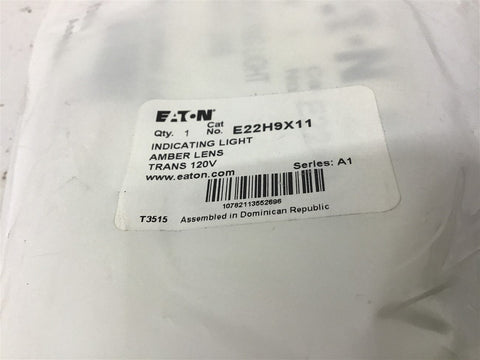 EATON
Qty. 1 Cat No. E22H9X11
INDICATING LIGHT
AMBER LENS
TRANS 120V
www.eaton.com Series: A1
10782113552696
T3515 Assembled in Dominican Republic